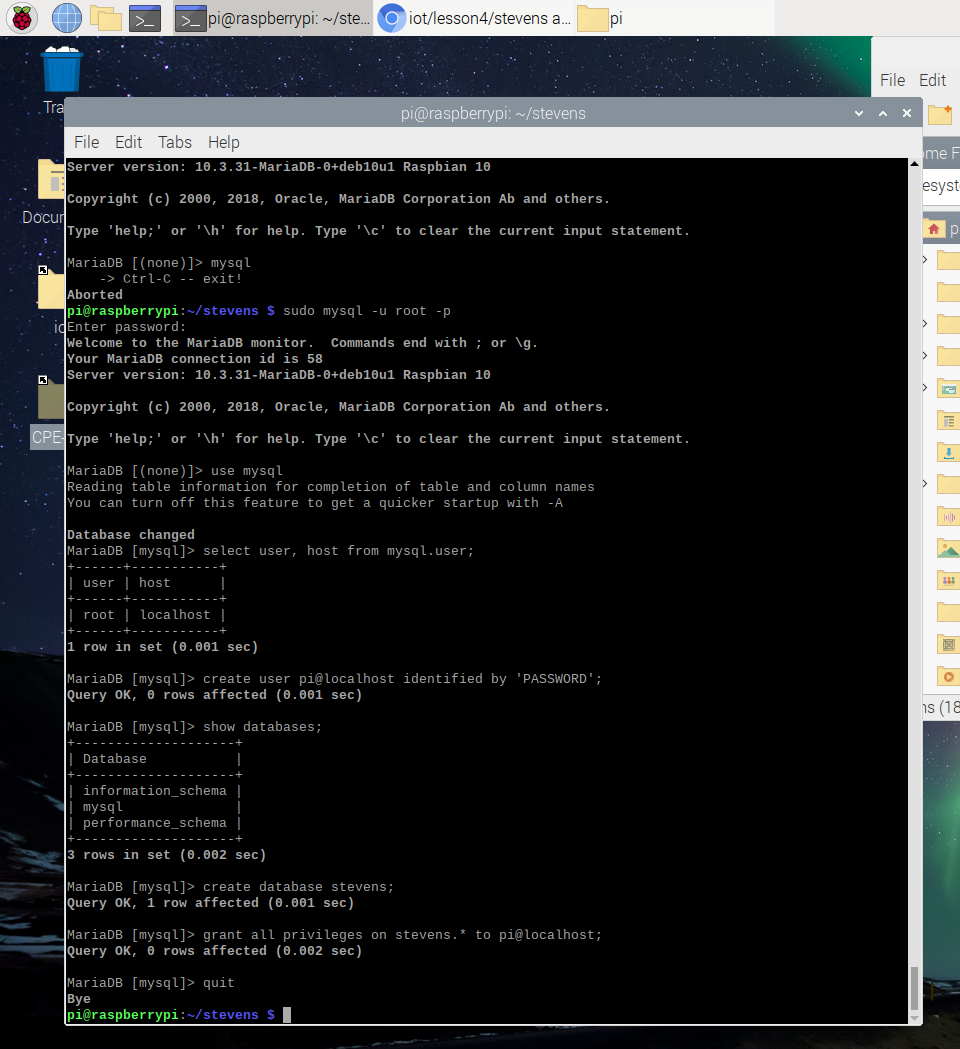 pi@raspberrypi: ~/ste...
iot/lesson4/stevens a...
pi
File Edit
Tra
pi@raspberrypi: ~/stevens
File Edit Tabs Help
ome F
Server version: 10.3.31-MariaDB-0+deb10u1 Raspbian 10
esyst
Copyright (c) 2000, 2018, Oracle, MariaDB Corporation Ab and others.
Docum
p
Type 'help;' or '\h' for help. Type '\c' to clear the current input statement.
MariaDB [(none)]> mysql
    -> Ctrl-C -- exit!
Aborted
pi@raspberrypi:~/stevens $ sudo mysql -u root -p
io
Enter password:
Welcome to the MariaDB monitor.  Commands end with ; or \g.
Your MariaDB connection id is 58
Server version: 10.3.31-MariaDB-0+deb10u1 Raspbian 10
Copyright (c) 2000, 2018, Oracle, MariaDB Corporation Ab and others.
CPE-
Type 'help;' or '\h' for help. Type '\c' to clear the current input statement.
MariaDB [(none)]> use mysql
Reading table information for completion of table and column names
You can turn off this feature to get a quicker startup with -A
Database changed
MariaDB [mysql]> select user, host from mysql.user;
+------+-----------+
| user | host      |
+------+-----------+
| root | localhost |
+------+-----------+
1 row in set (0.001 sec)
MariaDB [mysql]> create user pi@localhost identified by 'PASSWORD';
Query OK, 0 rows affected (0.001 sec)
ns (18
MariaDB [mysql]> show databases;
+--------------------+
| Database           |
+--------------------+
| information_schema |
| mysql              |
| performance_schema |
+--------------------+
3 rows in set (0.002 sec)
MariaDB [mysql]> create database stevens;
Query OK, 1 row affected (0.001 sec)
MariaDB [mysql]> grant all privileges on stevens.* to pi@localhost;
Query OK, 0 rows affected (0.002 sec)
MariaDB [mysql]> quit
Bye
pi@raspberrypi:~/stevens $